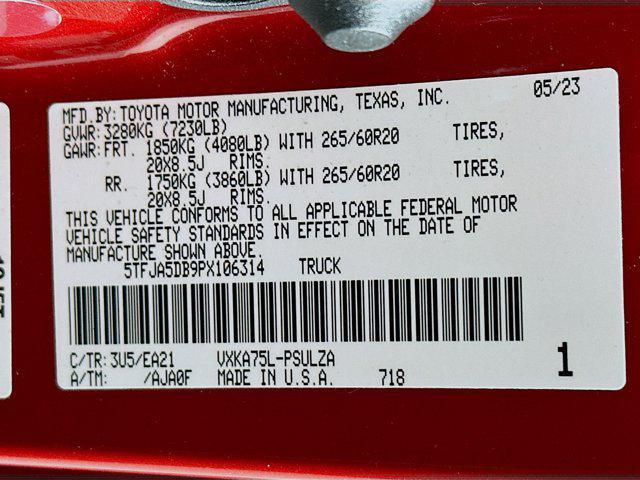 MFD.BY: TOYOTA MOTOR MANUFACTURING, TEXAS, INC. 05/23
GVWR: 3280KG (7230LB)
GAWR: FRT. 1850KG (4080LB) WITH 265/60R20 TIRES,
20X8.5J RIMS.
RR. 1750KG (3860LB) WITH 265/60R20 TIRES,
20X8.5J RIMS.
THIS VEHICLE CONFORMS TO ALL APPLICABLE FEDERAL MOTOR
VEHICLE SAFETY STANDARDS IN EFFECT ON THE DATE OF
MANUFACTURE SHOWN ABOVE.
5TFJA5DB9PX106314 TRUCK
C/TR: 3U5/EA21 VXKA75L-PSULZA
A/TM: /AJA0F MADE IN U.S.A. 718 1